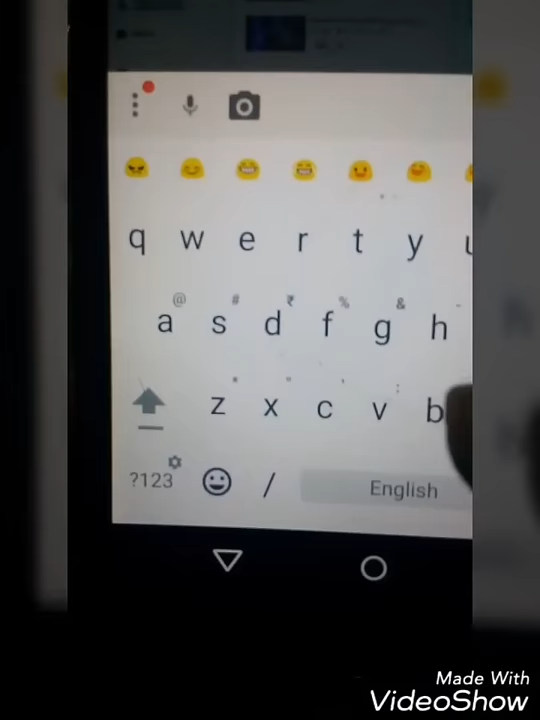 q w e r t y
@ # ₹ % & -
a s d f g h
* " ' :
z x c v b
?123 / English
Made With
VideoShow